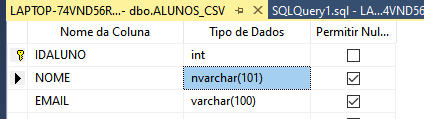 LAPTOP-74VND56R...- dbo.ALUNOS_CSV SQLQuery1.sql - LA...4VND56
Nome da Coluna Tipo de Dados Permitir Nul...
IDALUNO int
NOME nvarchar(101)
EMAIL varchar(100)